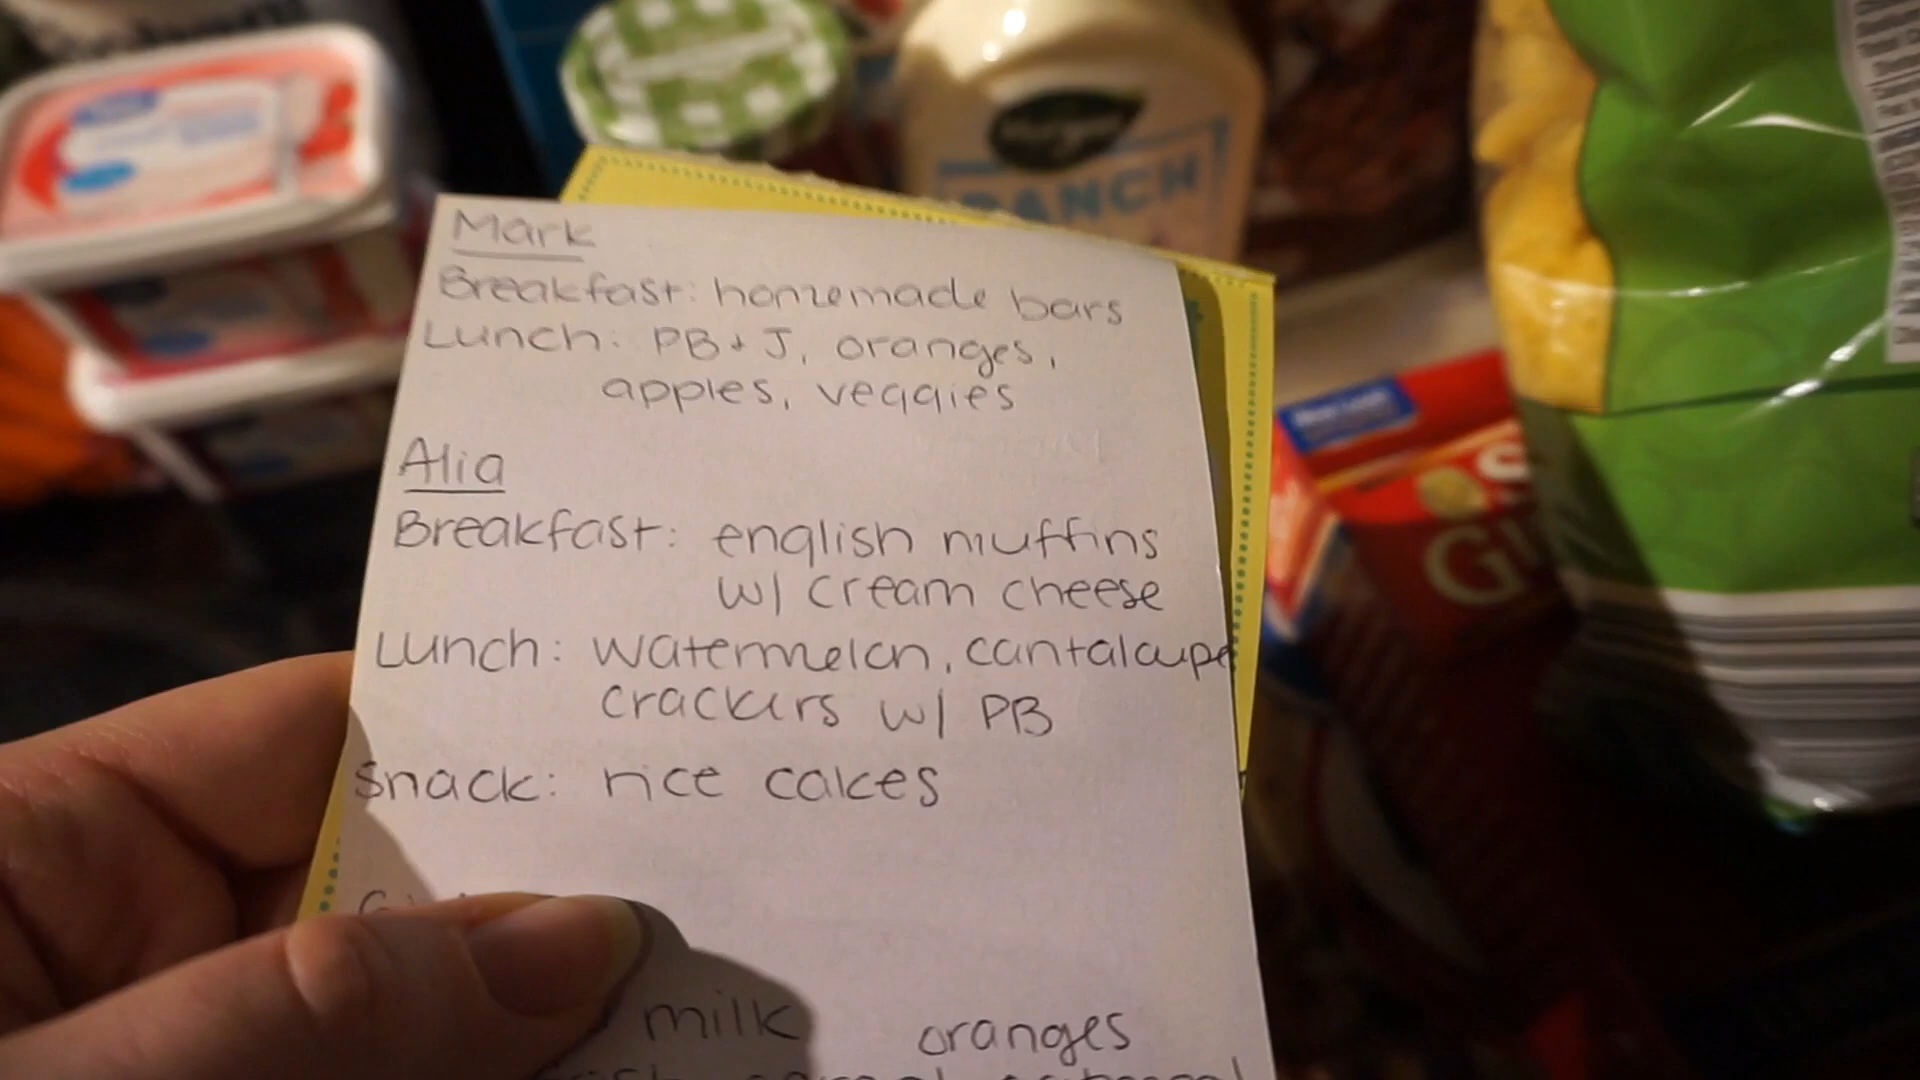 Mark
Breakfast: homemade bars
Lunch: PB + J, oranges,
apples, veggies
Alia
Breakfast: english muffins
w/ cream cheese
Lunch: watermelon, cantaloupe
crackers w/ PB
Snack: rice cakes
milk oranges
RANCH